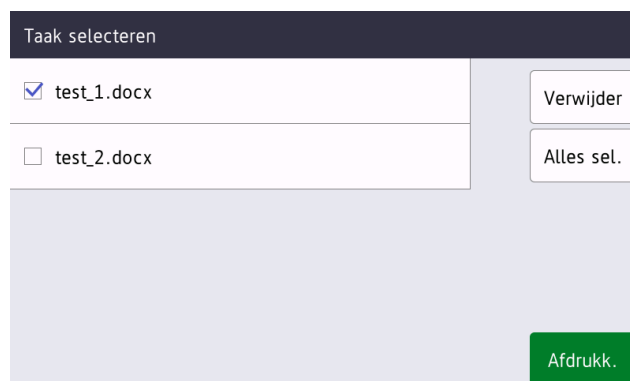 Taak selecteren
test_1.docx
Verwijder
test_2.docx
Alles sel.
Afdrukk.